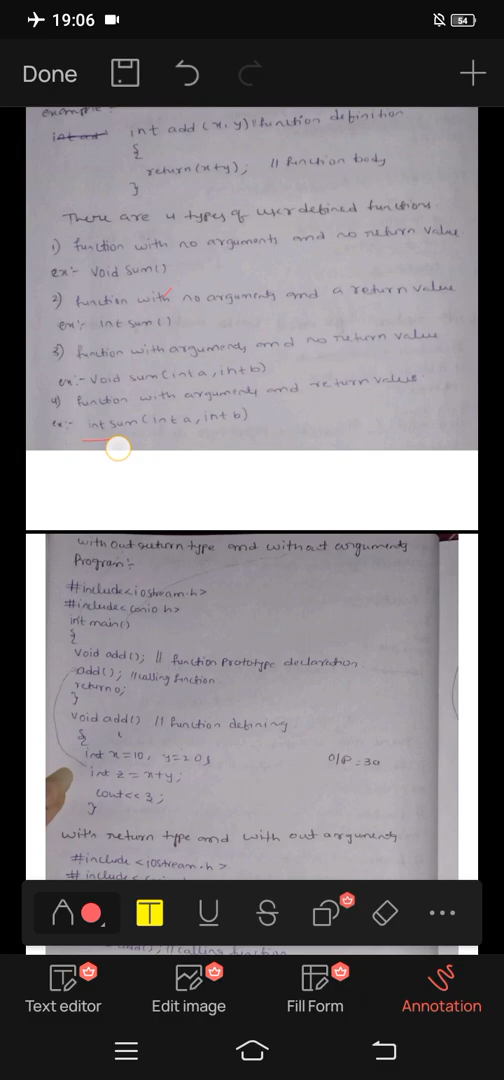 19:06
54
Done
example :-
int ad int add (x, y) // function definition
{
return(x+y); // function body
}
There are 4 types of user defined functions.
1) function with no arguments and no return value
ex:- Void sum()
2) function with no arguments and a return value
ex:- int sum()
3) function with arguments and no return value
ex:- Void sum(int a, int b)
4) function with arguments and return value.
ex:- int sum(int a, int b)
with out return type and without arguments
Program:-
#include<iostream.h>
#include<conio.h>
int main()
{
Void add(); // function Prototype declaration.
add(); // calling function
return 0;
}
Void add() // function defining
{
int x=10, y=20;
O/P = 30
int z = x+y;
cout<< z;
}
with return type and with out arguments
#include <iostream.h>
# include
// calling function
T U S
Text editor
Edit image
Fill Form
Annotation